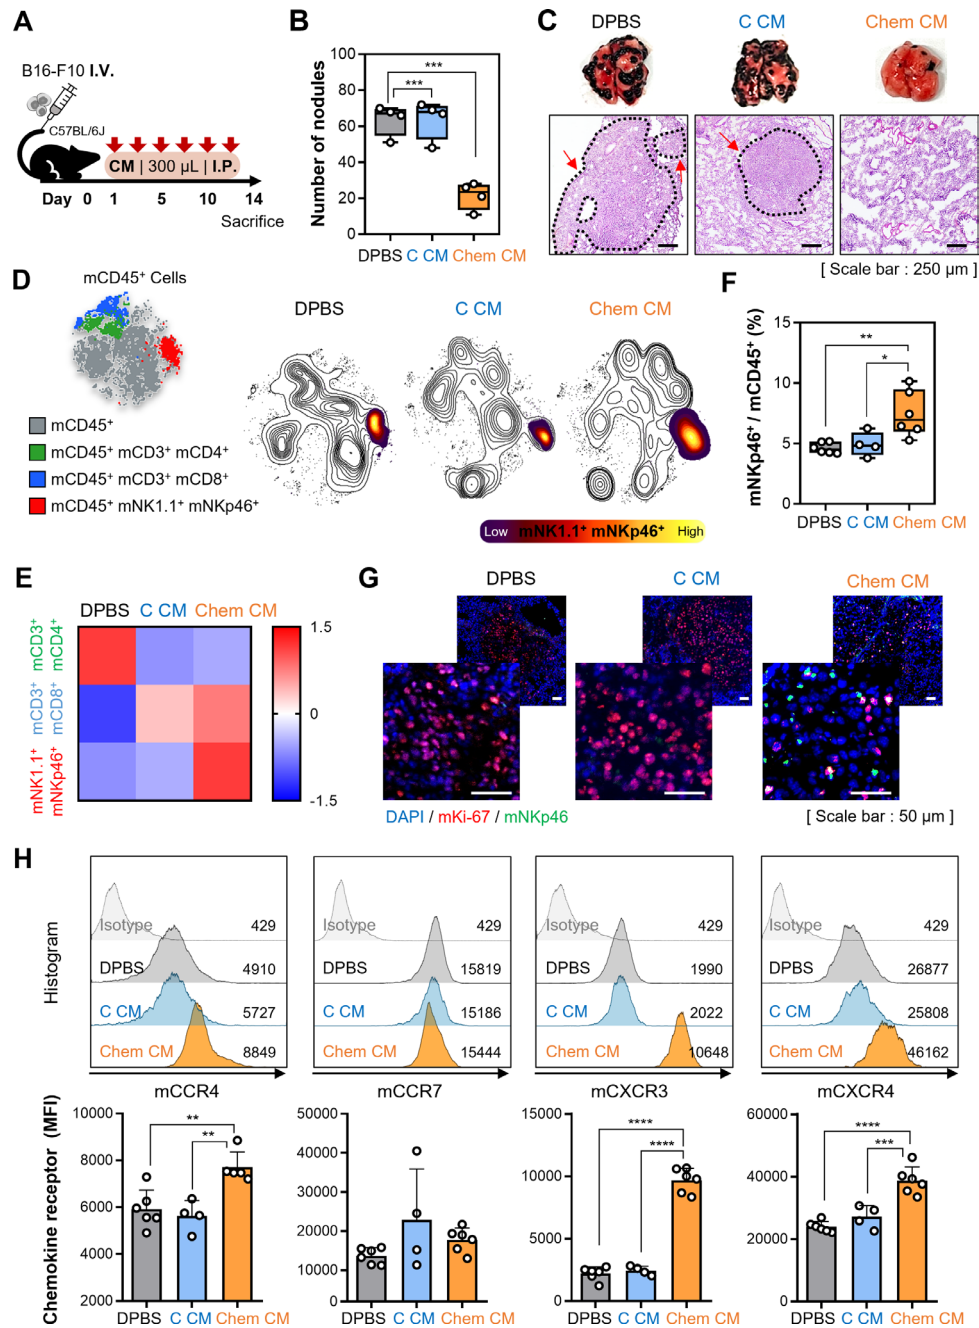 A
B16-F10 I.V.
C57BL/6J
CM | 300 µL | I.P.
Day 0 1 5 10 14
Sacrifice
B
Number of nodules
100
80
60
40
20
0
***
***
DPBS C CM Chem CM
C
DPBS C CM Chem CM
[ Scale bar : 250 µm ]
D
mCD45⁺ Cells
mCD45⁺
mCD45⁺ mCD3⁺ mCD4⁺
mCD45⁺ mCD3⁺ mCD8⁺
mCD45⁺ mNK1.1⁺ mNKp46⁺
DPBS C CM Chem CM
Low mNK1.1⁺ mNKp46⁺ High
F
mNKp46⁺ / mCD45⁺ (%)
15
10
5
0
**
*
DPBS C CM Chem CM
E
DPBS C CM Chem CM
mCD3⁺
mCD4⁺
mCD3⁺
mCD8⁺
mNK1.1⁺
mNKp46⁺
1.5
0
-1.5
G
DPBS C CM Chem CM
DAPI / mKi-67 / mNKp46
[ Scale bar : 50 µm ]
H
Histogram
Isotype 429
DPBS 4910
C CM 5727
Chem CM 8849
mCCR4
Isotype 429
DPBS 15819
C CM 15186
Chem CM 15444
mCCR7
Isotype 429
DPBS 1990
C CM 2022
Chem CM 10648
mCXCR3
Isotype 429
DPBS 26877
C CM 25808
Chem CM 46162
mCXCR4
Chemokine receptor (MFI)
10000
8000
6000
4000
2000
**
**
DPBS C CM Chem CM
50000
40000
30000
20000
10000
0
DPBS C CM Chem CM
15000
10000
5000
0
****
****
DPBS C CM Chem CM
60000
40000
20000
0
****
***
DPBS C CM Chem CM